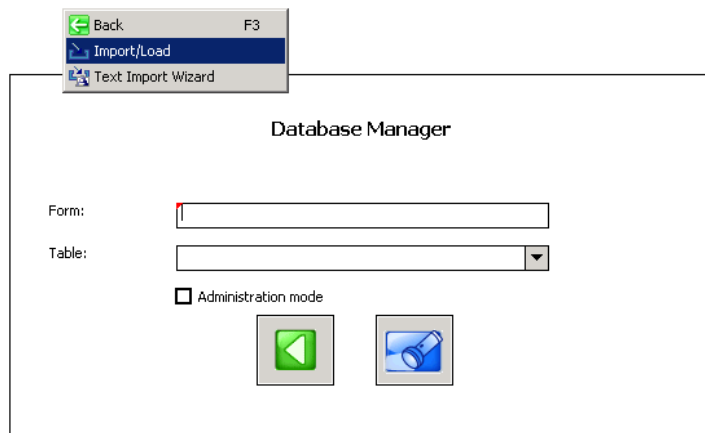 Back F3
Import/Load
Text Import Wizard
Database Manager
Form:
Table:
Administration mode